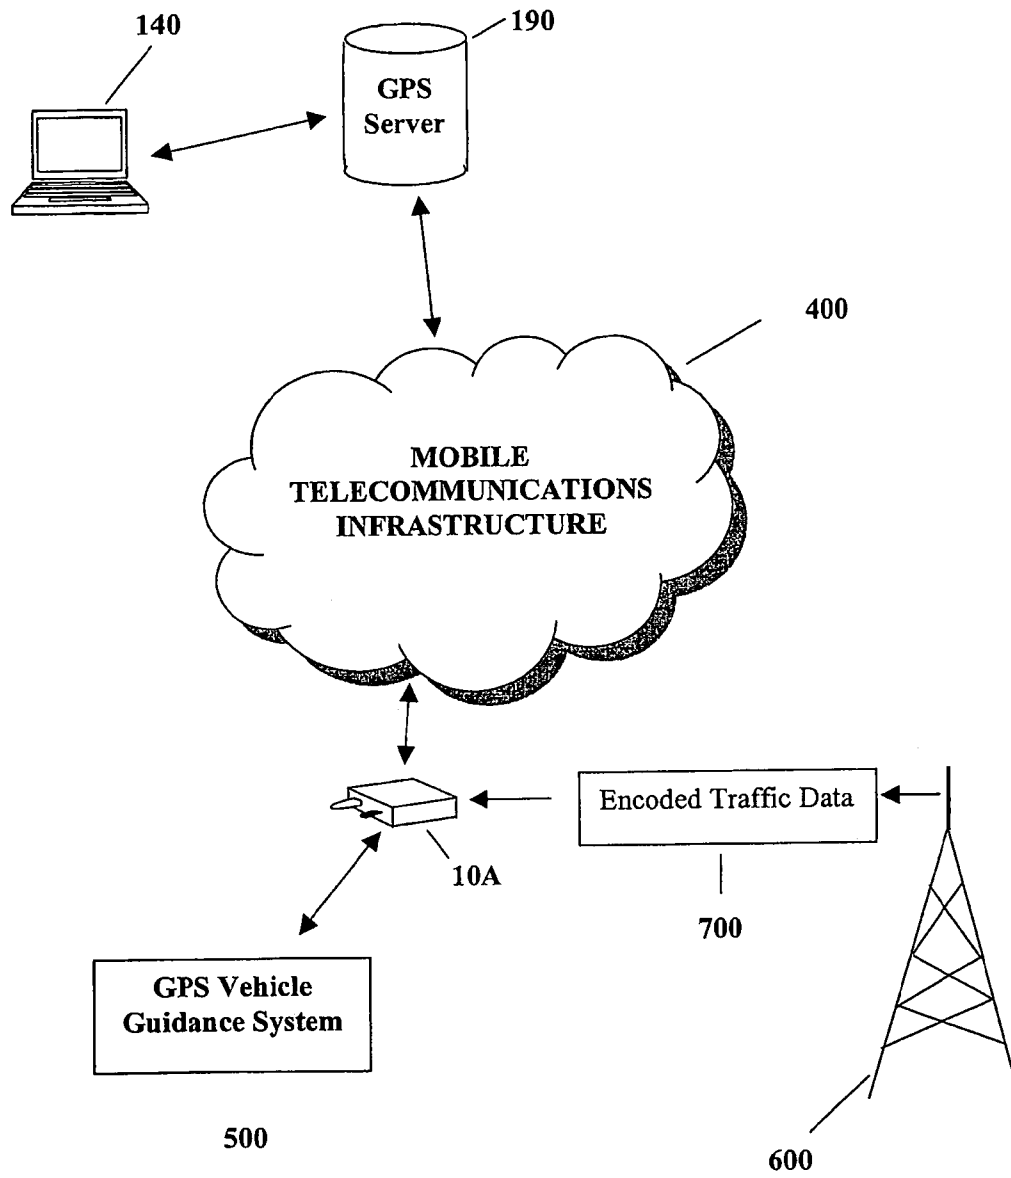 140
190
GPS
Server
400
MOBILE
TELECOMMUNICATIONS
INFRASTRUCTURE
Encoded Traffic Data
10A
700
GPS Vehicle
Guidance System
500
600